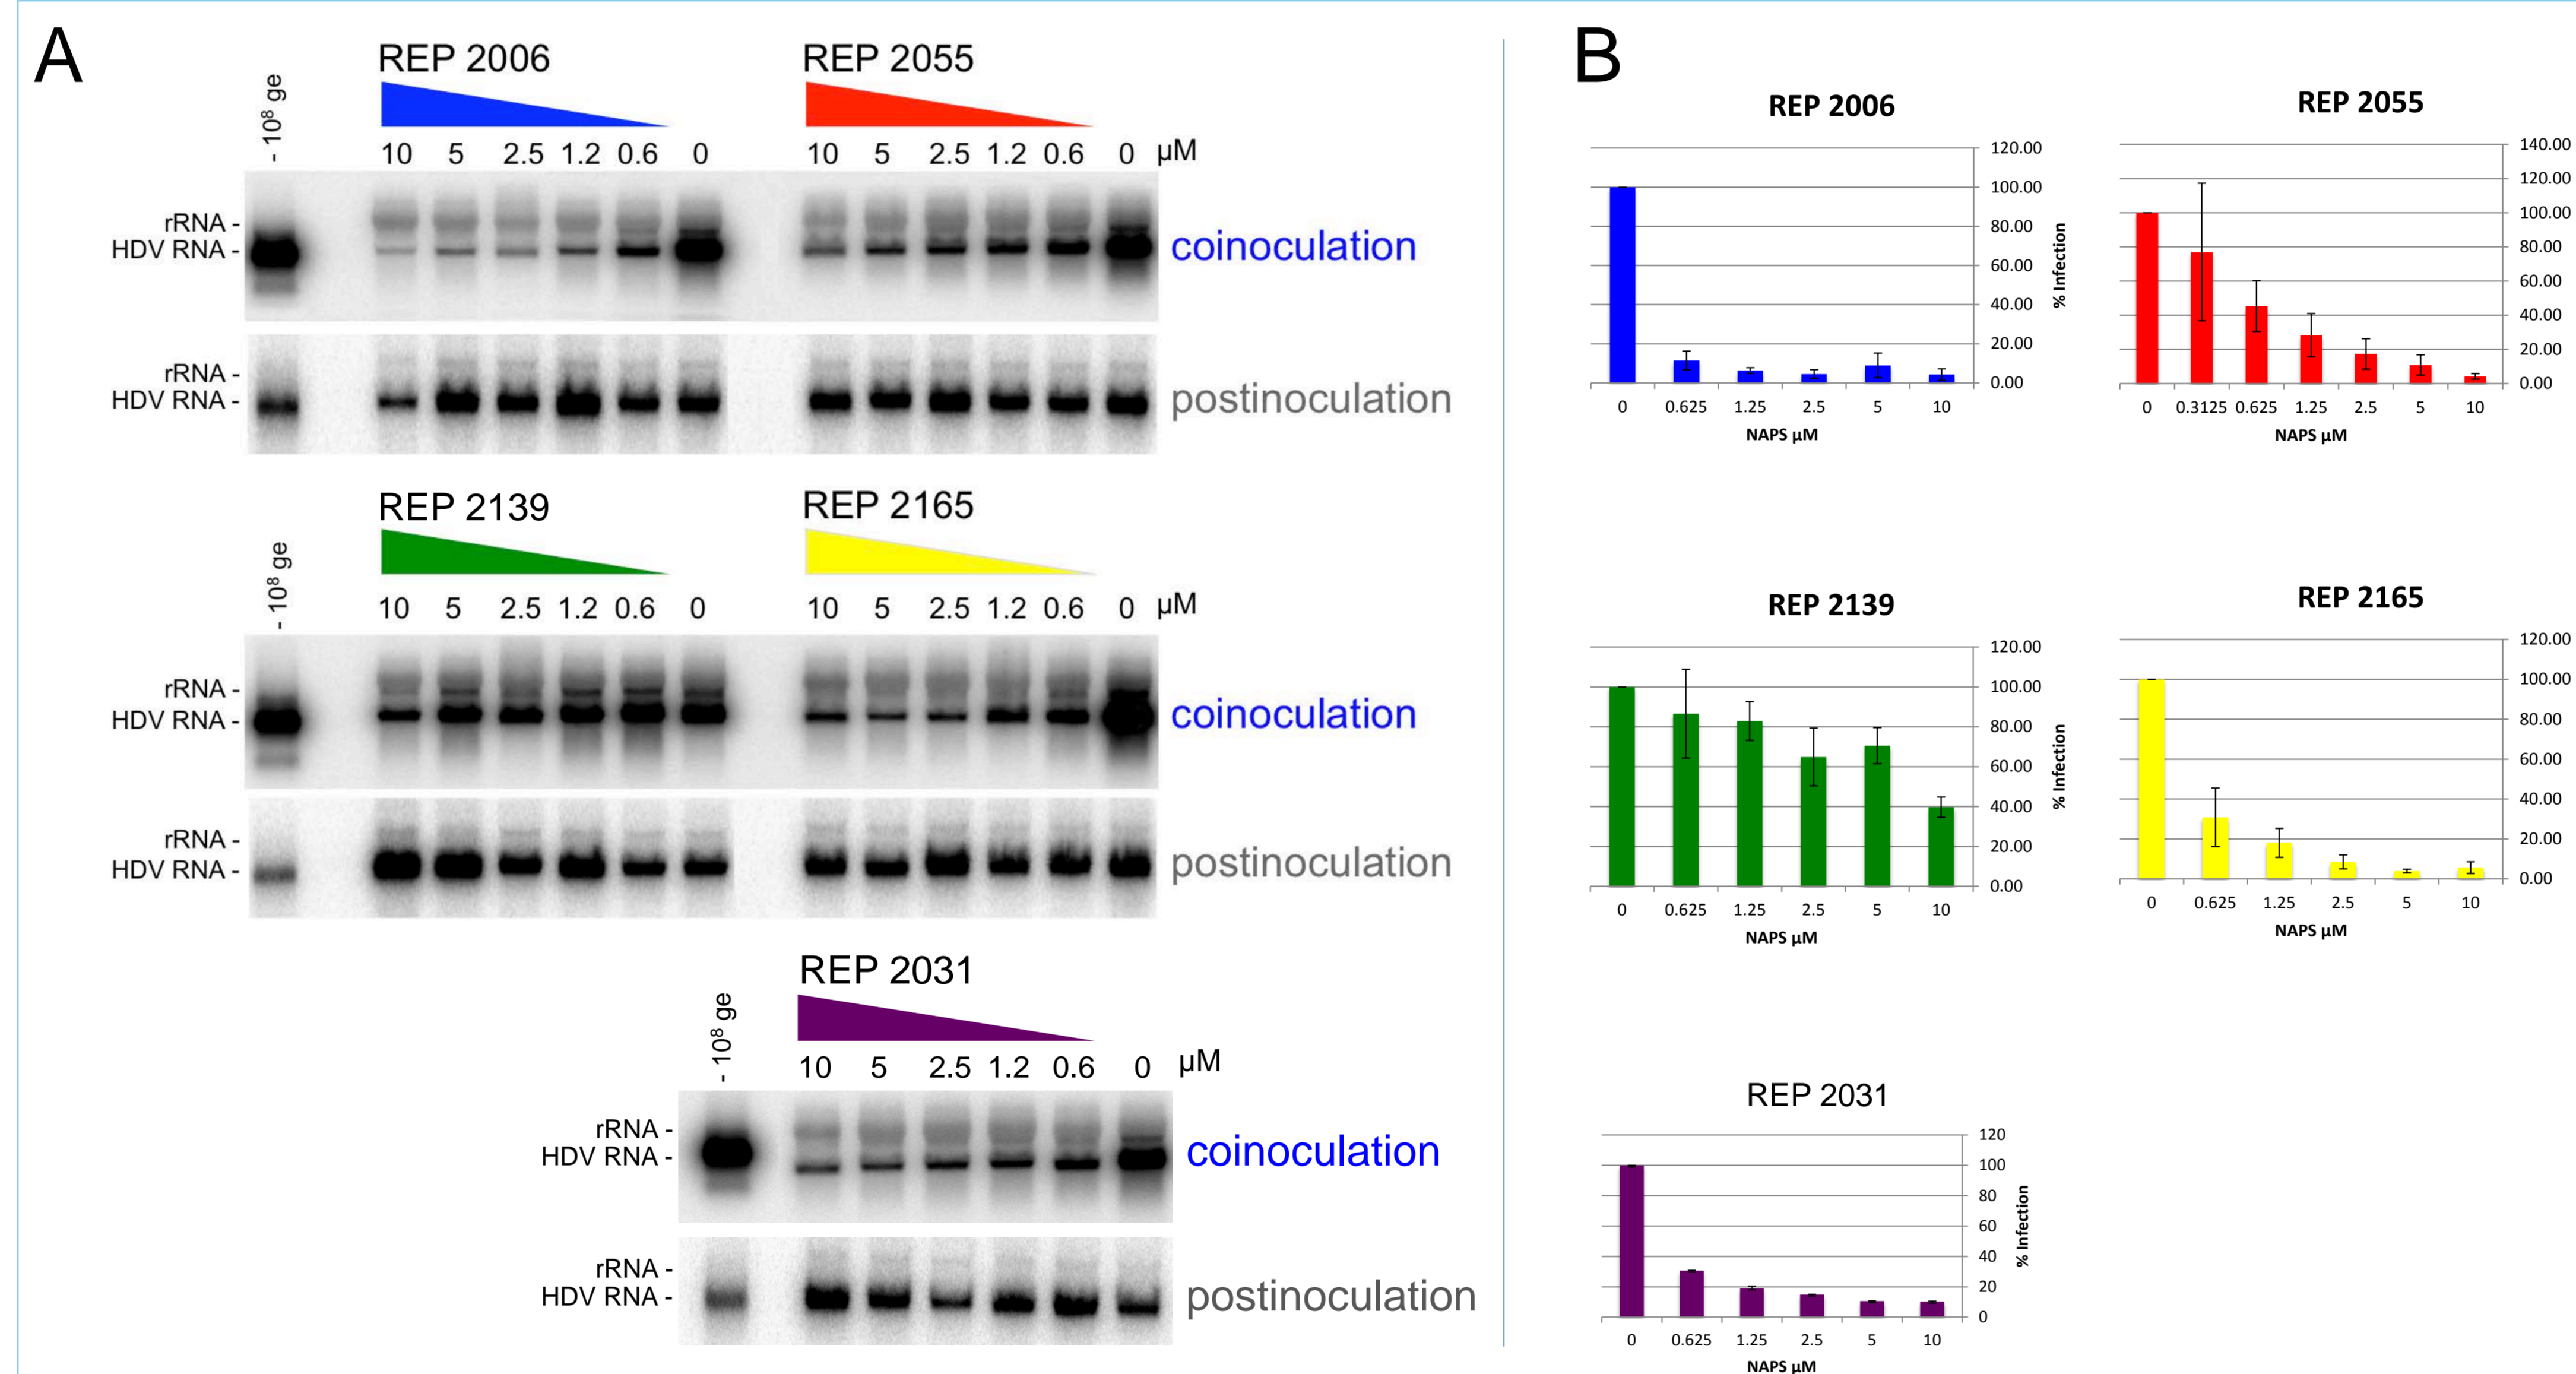 A
REP 2006
REP 2055
- 10⁸ ge
10 5 2.5 1.2 0.6 0
10 5 2.5 1.2 0.6 0 µM
rRNA -
HDV RNA -
coinoculation
rRNA -
HDV RNA -
postinoculation
REP 2139
REP 2165
- 10⁸ ge
10 5 2.5 1.2 0.6 0
10 5 2.5 1.2 0.6 0 µM
rRNA -
HDV RNA -
coinoculation
rRNA -
HDV RNA -
postinoculation
REP 2031
- 10⁸ ge
10 5 2.5 1.2 0.6 0 µM
rRNA -
HDV RNA -
coinoculation
rRNA -
HDV RNA -
postinoculation
B
REP 2006
120.00
100.00
80.00
60.00
40.00
20.00
0.00
% Infection
0 0.625 1.25 2.5 5 10
NAPS µM
REP 2055
140.00
120.00
100.00
80.00
60.00
40.00
20.00
0.00
0 0.3125 0.625 1.25 2.5 5 10
NAPS µM
REP 2139
120.00
100.00
80.00
60.00
40.00
20.00
0.00
% Infection
0 0.625 1.25 2.5 5 10
NAPS µM
REP 2165
120.00
100.00
80.00
60.00
40.00
20.00
0.00
0 0.625 1.25 2.5 5 10
NAPS µM
REP 2031
120
100
80
60
40
20
0
% Infection
0 0.625 1.25 2.5 5 10
NAPS µM